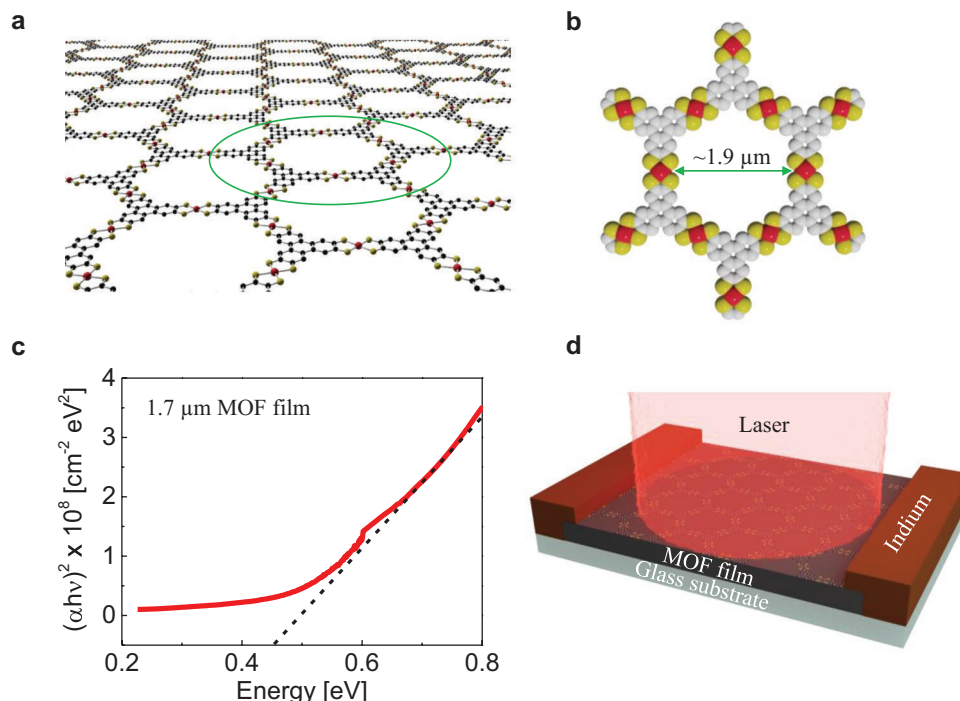 a
b
~1.9 µm
c
1.7 µm MOF film
(αhν)² x 10⁸ [cm⁻² eV²]
4
3
2
1
0
0.2 0.4 0.6 0.8
Energy [eV]
d
Laser
Indium
MOF film
Glass substrate